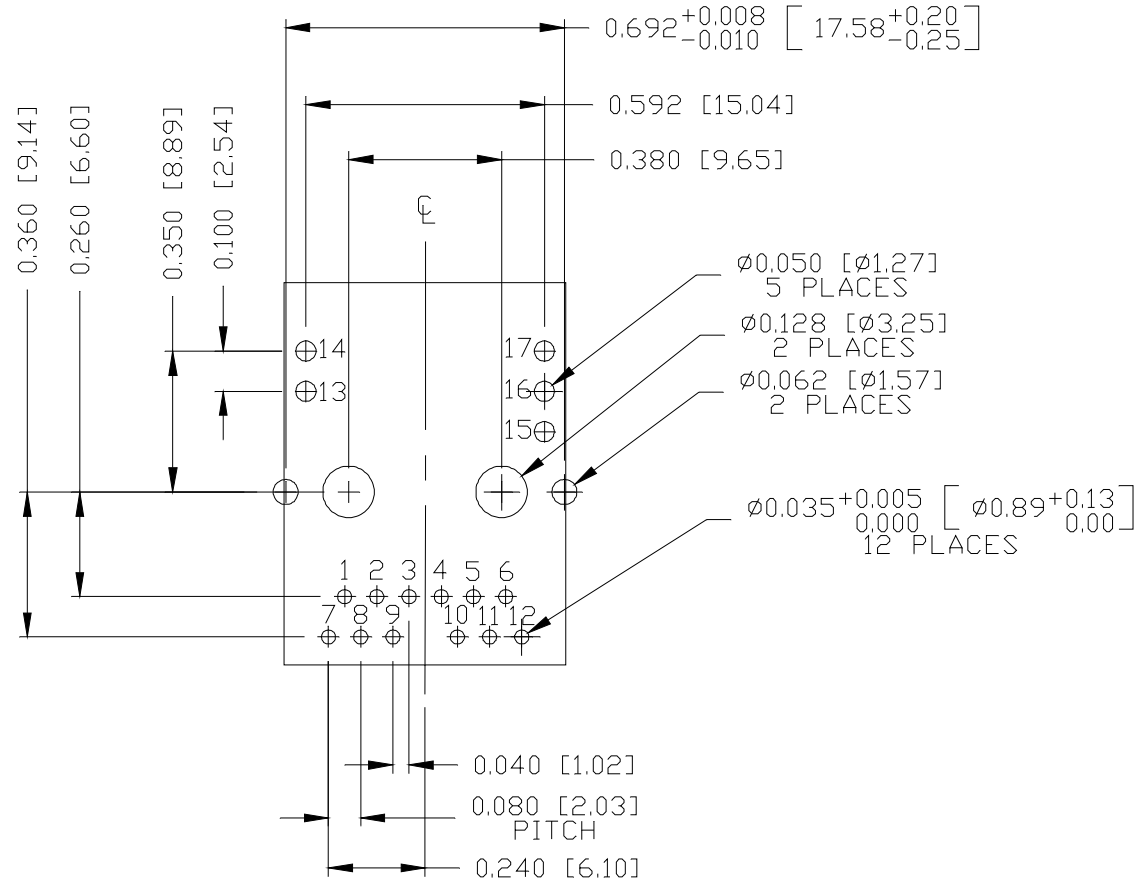 0.692 +0.008 -0.010 [ 17.58 +0.20 -0.25 ]
0.592 [15.04]
0.380 [9.65]
0.360 [9.14]
0.260 [6.60]
0.350 [8.89]
0.100 [2.54]
℄
ø0.050 [ø1.27]
5 PLACES
ø0.128 [ø3.25]
2 PLACES
ø0.062 [ø1.57]
2 PLACES
ø0.035 +0.005 0.000 [ ø0.89 +0.13 0.00 ]
12 PLACES
14 17
13 16
15
1 2 3 4 5 6
7 8 9 10 11 12
0.040 [1.02]
0.080 [2.03]
PITCH
0.240 [6.10]